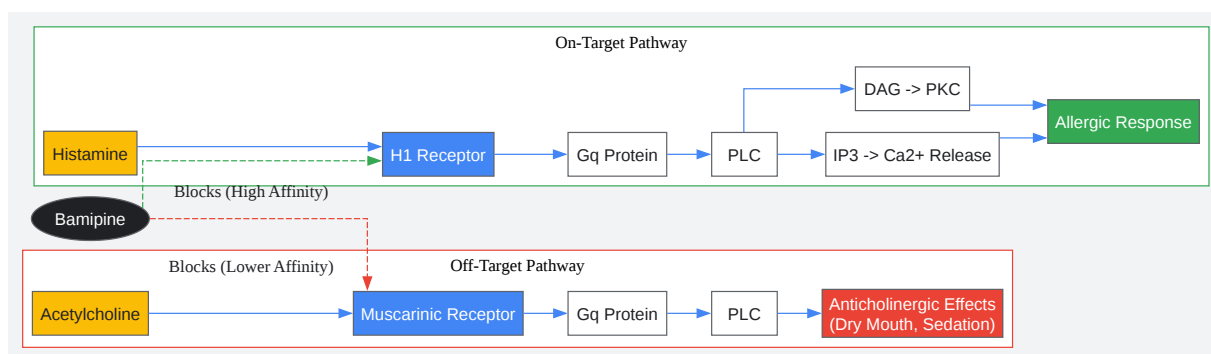 On-Target Pathway
DAG -> PKC
Allergic Response
Histamine
H1 Receptor
Gq Protein
PLC
IP3 -> Ca2+ Release
Blocks (High Affinity)
Bamipine
Blocks (Lower Affinity)
Off-Target Pathway
Acetylcholine
Muscarinic Receptor
Gq Protein
PLC
Anticholinergic Effects
(Dry Mouth, Sedation)